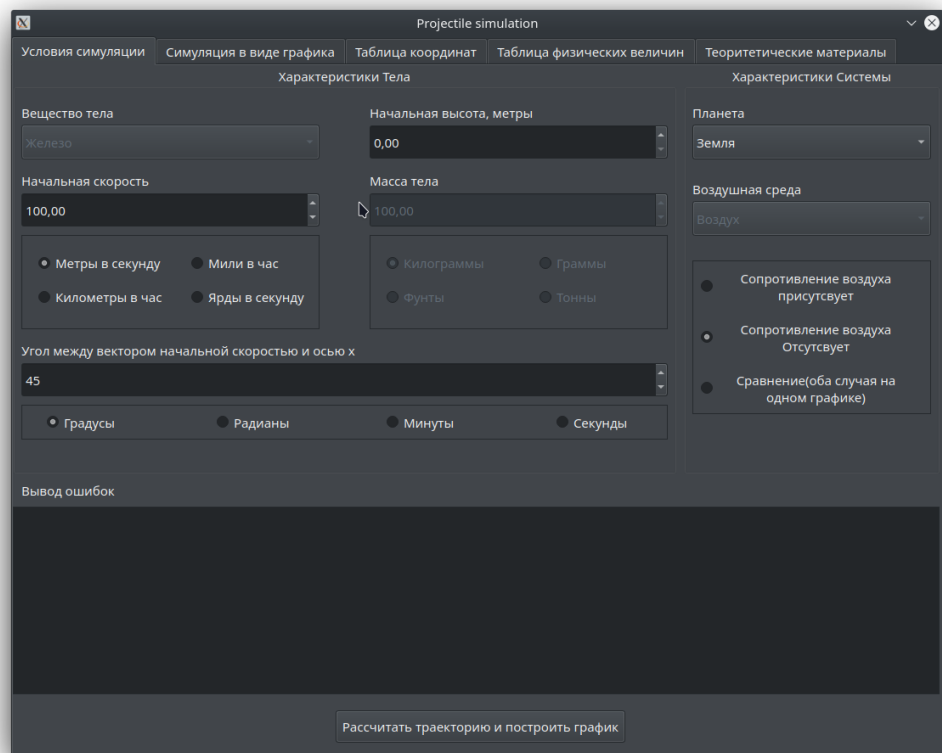 Projectile simulation
Условия симуляции
Симуляция в виде графика
Таблица координат
Таблица физических величин
Теоритетические материалы
Характеристики Тела
Характеристики Системы
Вещество тела
Начальная высота, метры
Планета
Железо
0,00
Земля
Начальная скорость
Масса тела
Воздушная среда
100,00
100,00
Воздух
Метры в секунду
Мили в час
Километры в час
Ярды в секунду
Килограммы
Граммы
Фунты
Тонны
Сопротивление воздуха
присутсвует
Сопротивление воздуха
Отсутсвует
Сравнение(оба случая на
одном графике)
Угол между вектором начальной скоростью и осью x
45
Градусы
Радианы
Минуты
Секунды
Вывод ошибок
Рассчитать траекторию и построить график